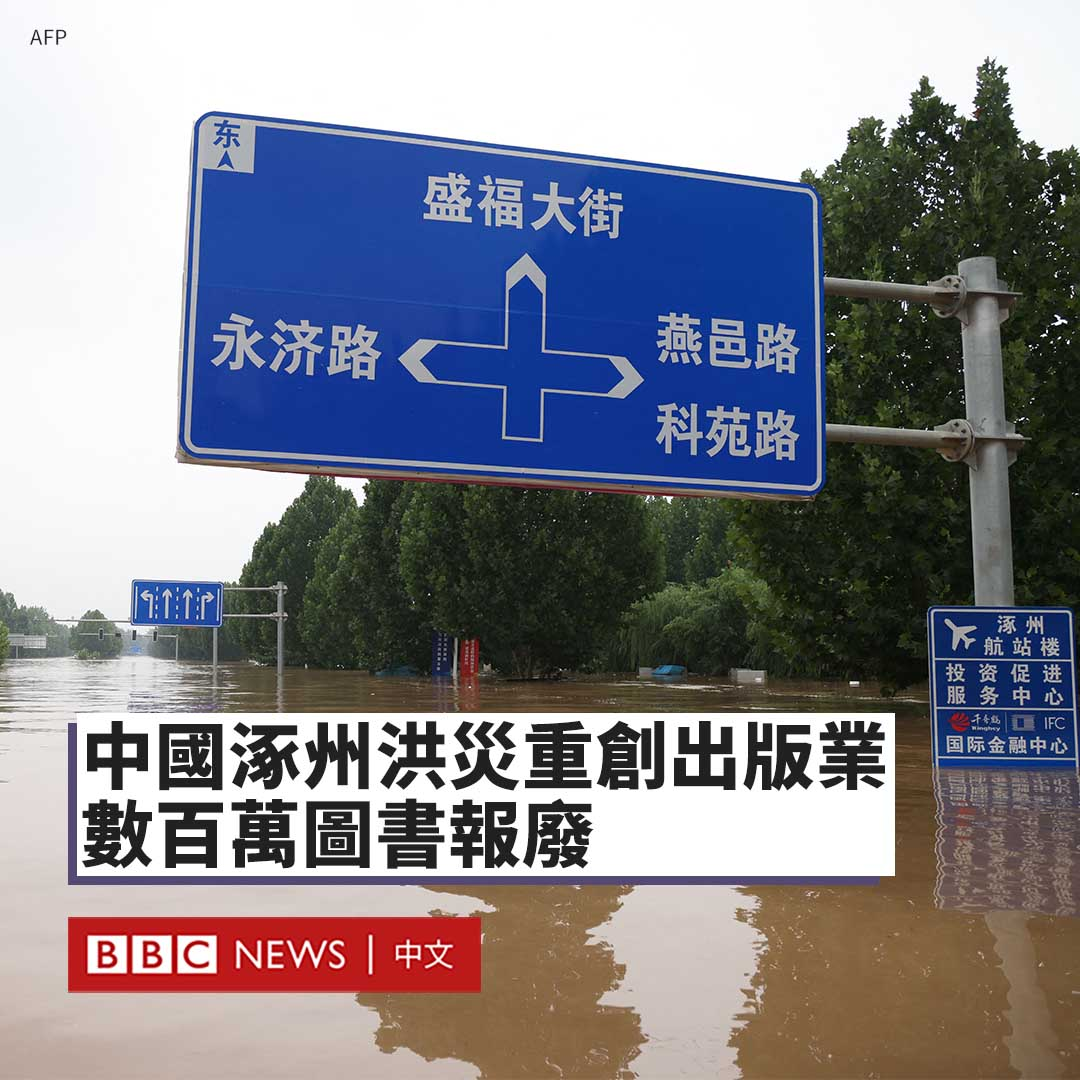 AFP
东
盛福大街
永济路
燕邑路
科苑路
涿州
航站楼
投资促进
服务中心
千喜鹤
IFC
国际金融中心
中國涿州洪災重創出版業
數百萬圖書報廢
BBC NEWS | 中文